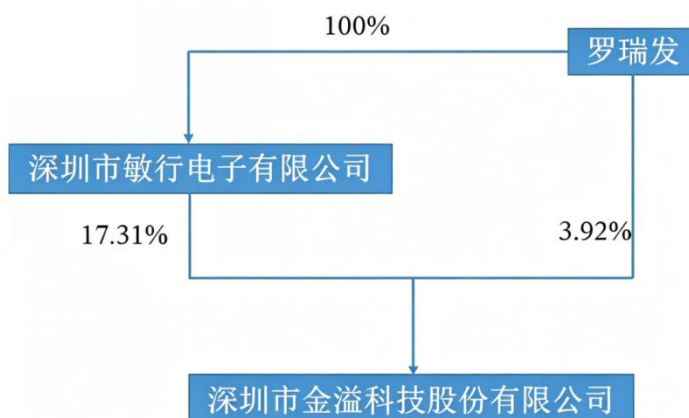 100%
罗瑞发
深圳市敏行电子有限公司
17.31%
3.92%
深圳市金溢科技股份有限公司